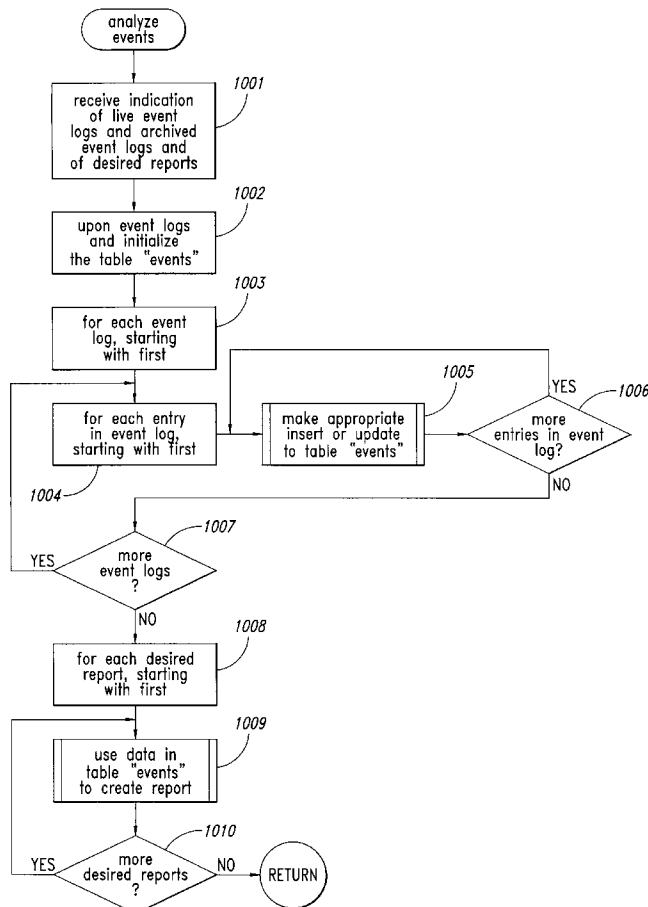 analyze
events
1001
receive indication
of live event
logs and archived
event logs and
of desired reports
1002
upon event logs
and initialize
the table "events"
1003
for each event
log, starting
with first
1004
for each entry
in event log,
starting with first
1005
make appropriate
insert or update
to table "events"
YES
1006
more
entries in event
log?
NO
1007
YES
more
event logs
?
NO
1008
for each desired
report, starting
with first
1009
use data in
table "events"
to create report
1010
YES
more
desired reports
?
NO
RETURN